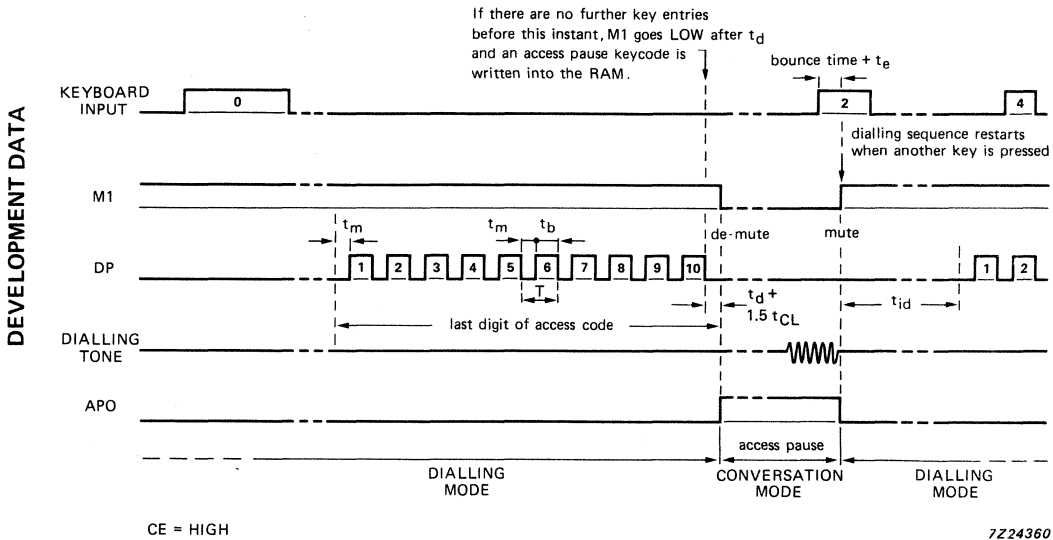 If there are no further key entries
before this instant, M1 goes LOW after td
and an access pause keycode is
written into the RAM.
bounce time + te
DEVELOPMENT DATA
KEYBOARD
INPUT
0
2
4
dialling sequence restarts
when another key is pressed
M1
de-mute
mute
tm
tm
tb
DP
1
2
3
4
5
6
7
8
9
10
1
2
T
td +
1.5 tCL
tid
last digit of access code
DIALLING
TONE
APO
access pause
DIALLING
MODE
CONVERSATION
MODE
DIALLING
MODE
CE = HIGH
7Z24360